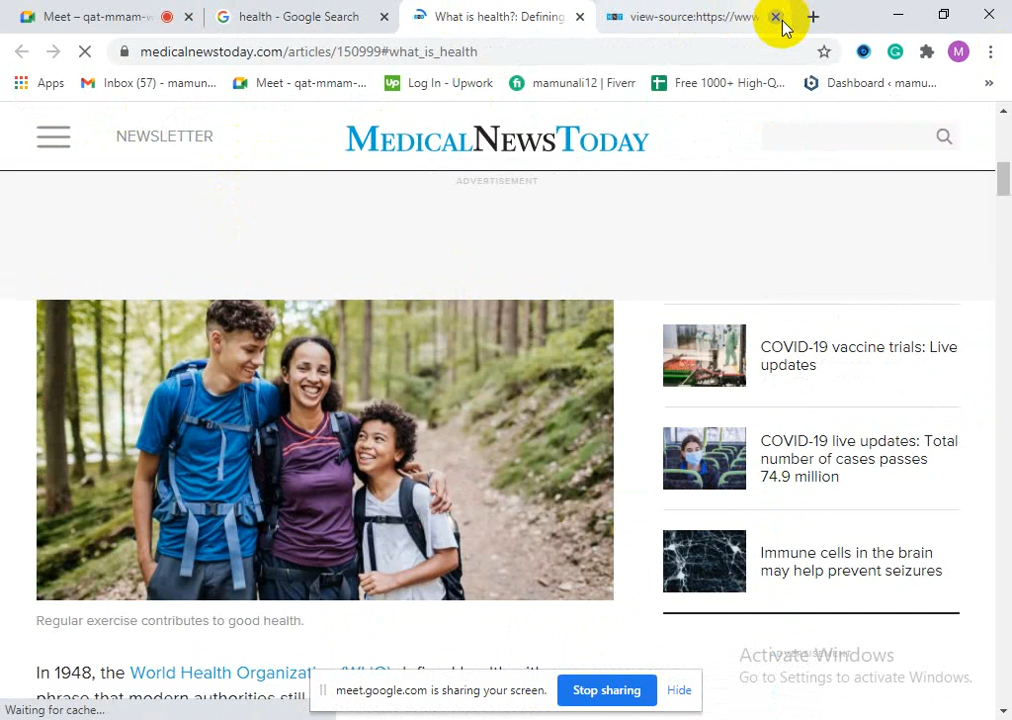 Meet – qat-mmam-v
health - Google Search
What is health?: Defining
view-source:https://www
medicalnewstoday.com/articles/150999#what_is_health
M
Apps
Inbox (57) - mamun...
Meet - qat-mmam-...
Up
Log In - Upwork
fi
mamunali12 | Fiverr
Free 1000+ High-Q...
Dashboard ‹ mamu...
NEWSLETTER
MEDICALNEWSTODAY
ADVERTISEMENT
COVID-19 vaccine trials: Live
updates
COVID-19 live updates: Total
number of cases passes
74.9 million
Immune cells in the brain
may help prevent seizures
Regular exercise contributes to good health.
In 1948, the World Health Organization (WHO) defined health with
phrase that modern authorities still
ADVERTISEMENT
Activate Windows
Go to Settings to activate Windows.
meet.google.com is sharing your screen.
Stop sharing
Hide
Waiting for cache...